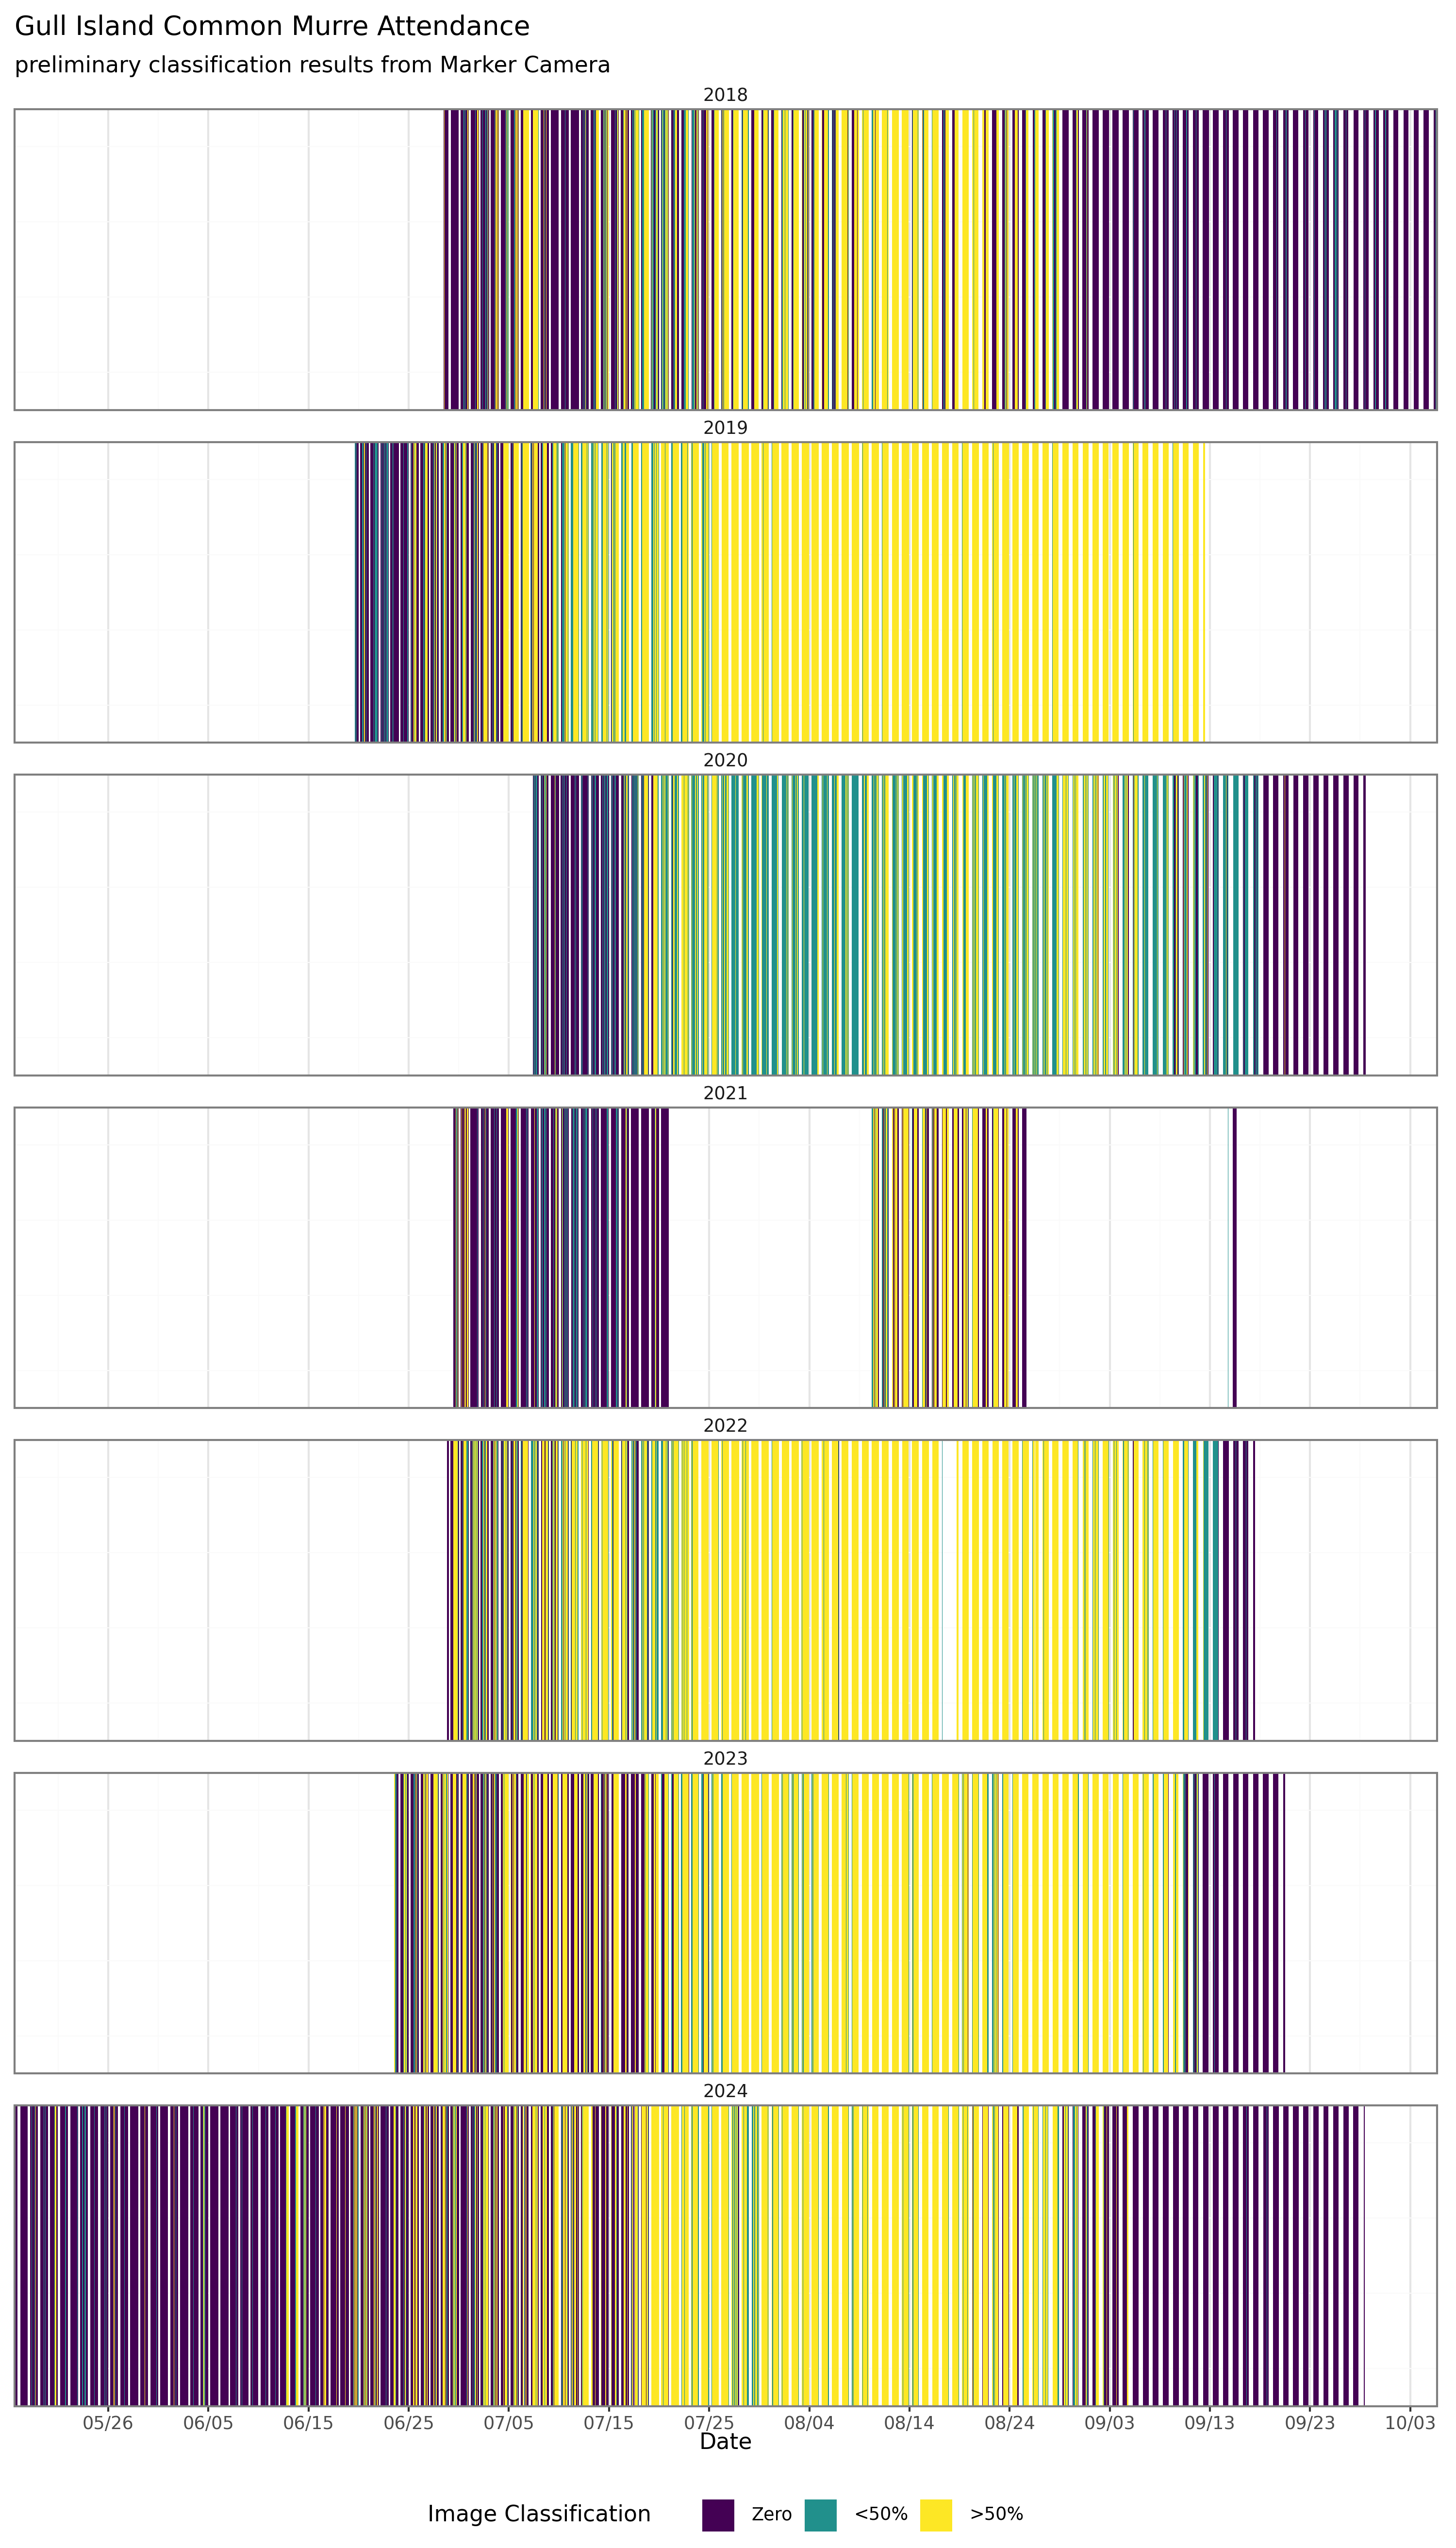 Gull Island Common Murre Attendance
preliminary classification results from Marker Camera
2018
2019
2020
2021
2022
2023
2024
05/26 06/05 06/15 06/25 07/05 07/15 07/25 08/04 08/14 08/24 09/03 09/13 09/23 10/03
Date
Image Classification Zero <50% >50%